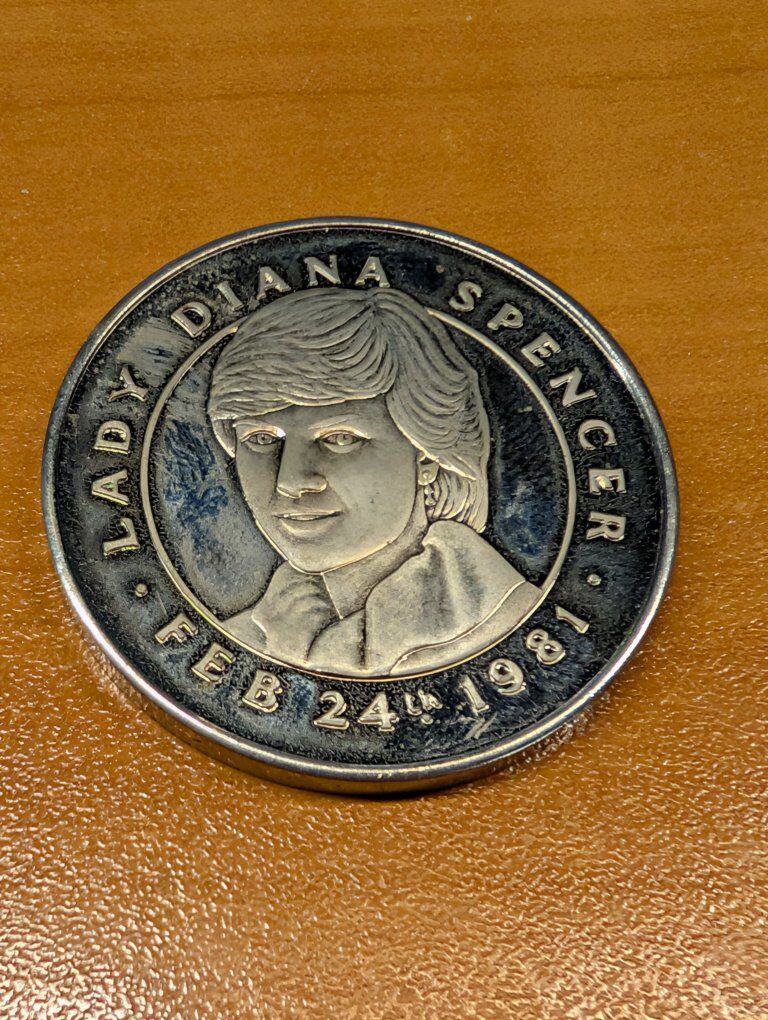 · LADY DIANA SPENCER ·
FEB 24th 1981